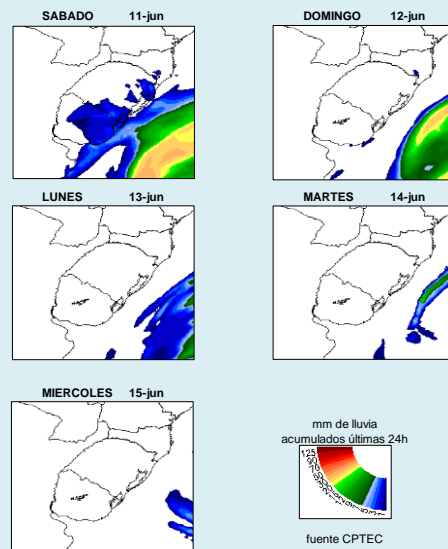 SABADO 11-jun
DOMINGO 12-jun
LUNES 13-jun
MARTES 14-jun
MIERCOLES 15-jun
mm de lluvia
acumulados últimas 24h
fuente CPTEC